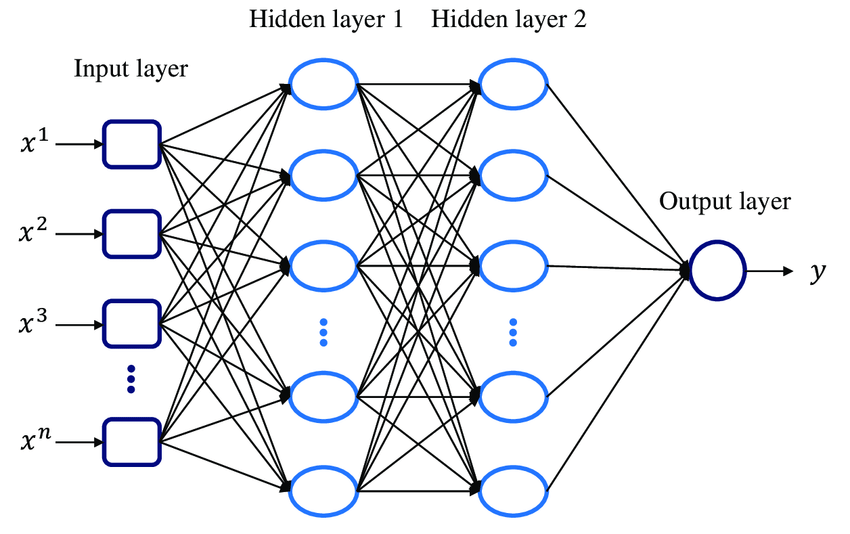 Hidden layer 1
Hidden layer 2
Input layer
x¹
x²
x³
xⁿ
Output layer
y